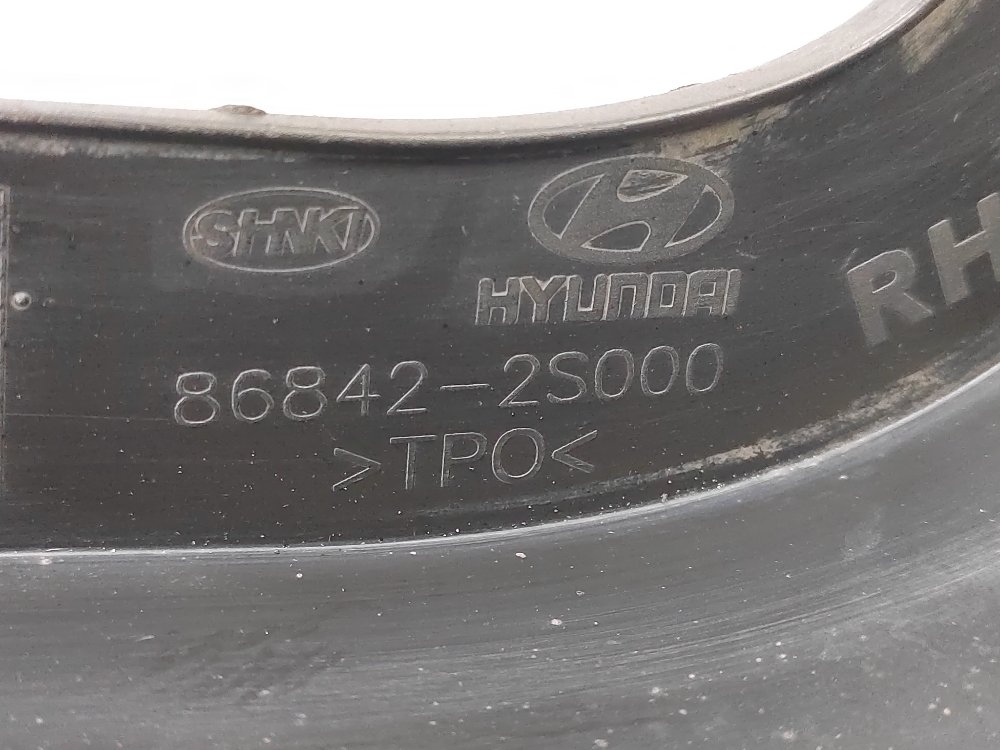 SHNKI
HYUNDAI
RH
86842-2S000
>TPO<